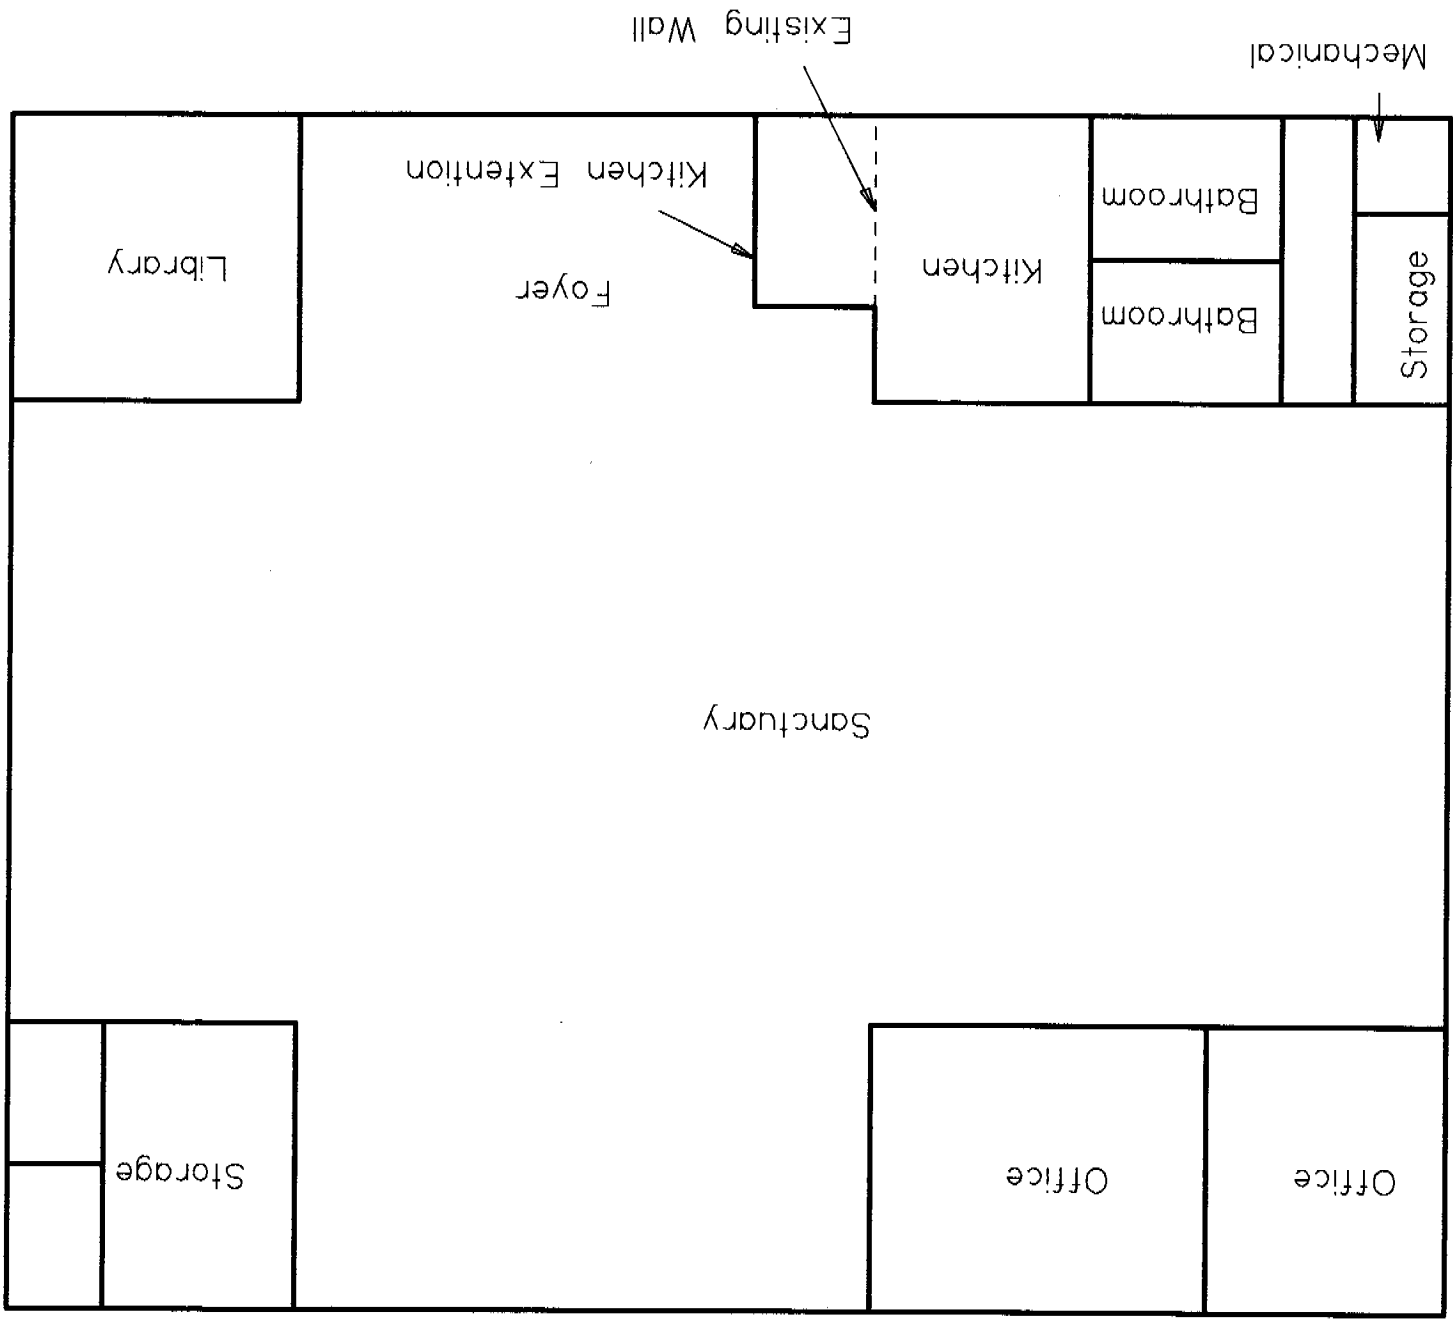 Office
Office
Storage
Sanctuary
Storage
Bathroom
Kitchen
Foyer
Library
Bathroom
Kitchen Extention
Mechanical
Existing Wall